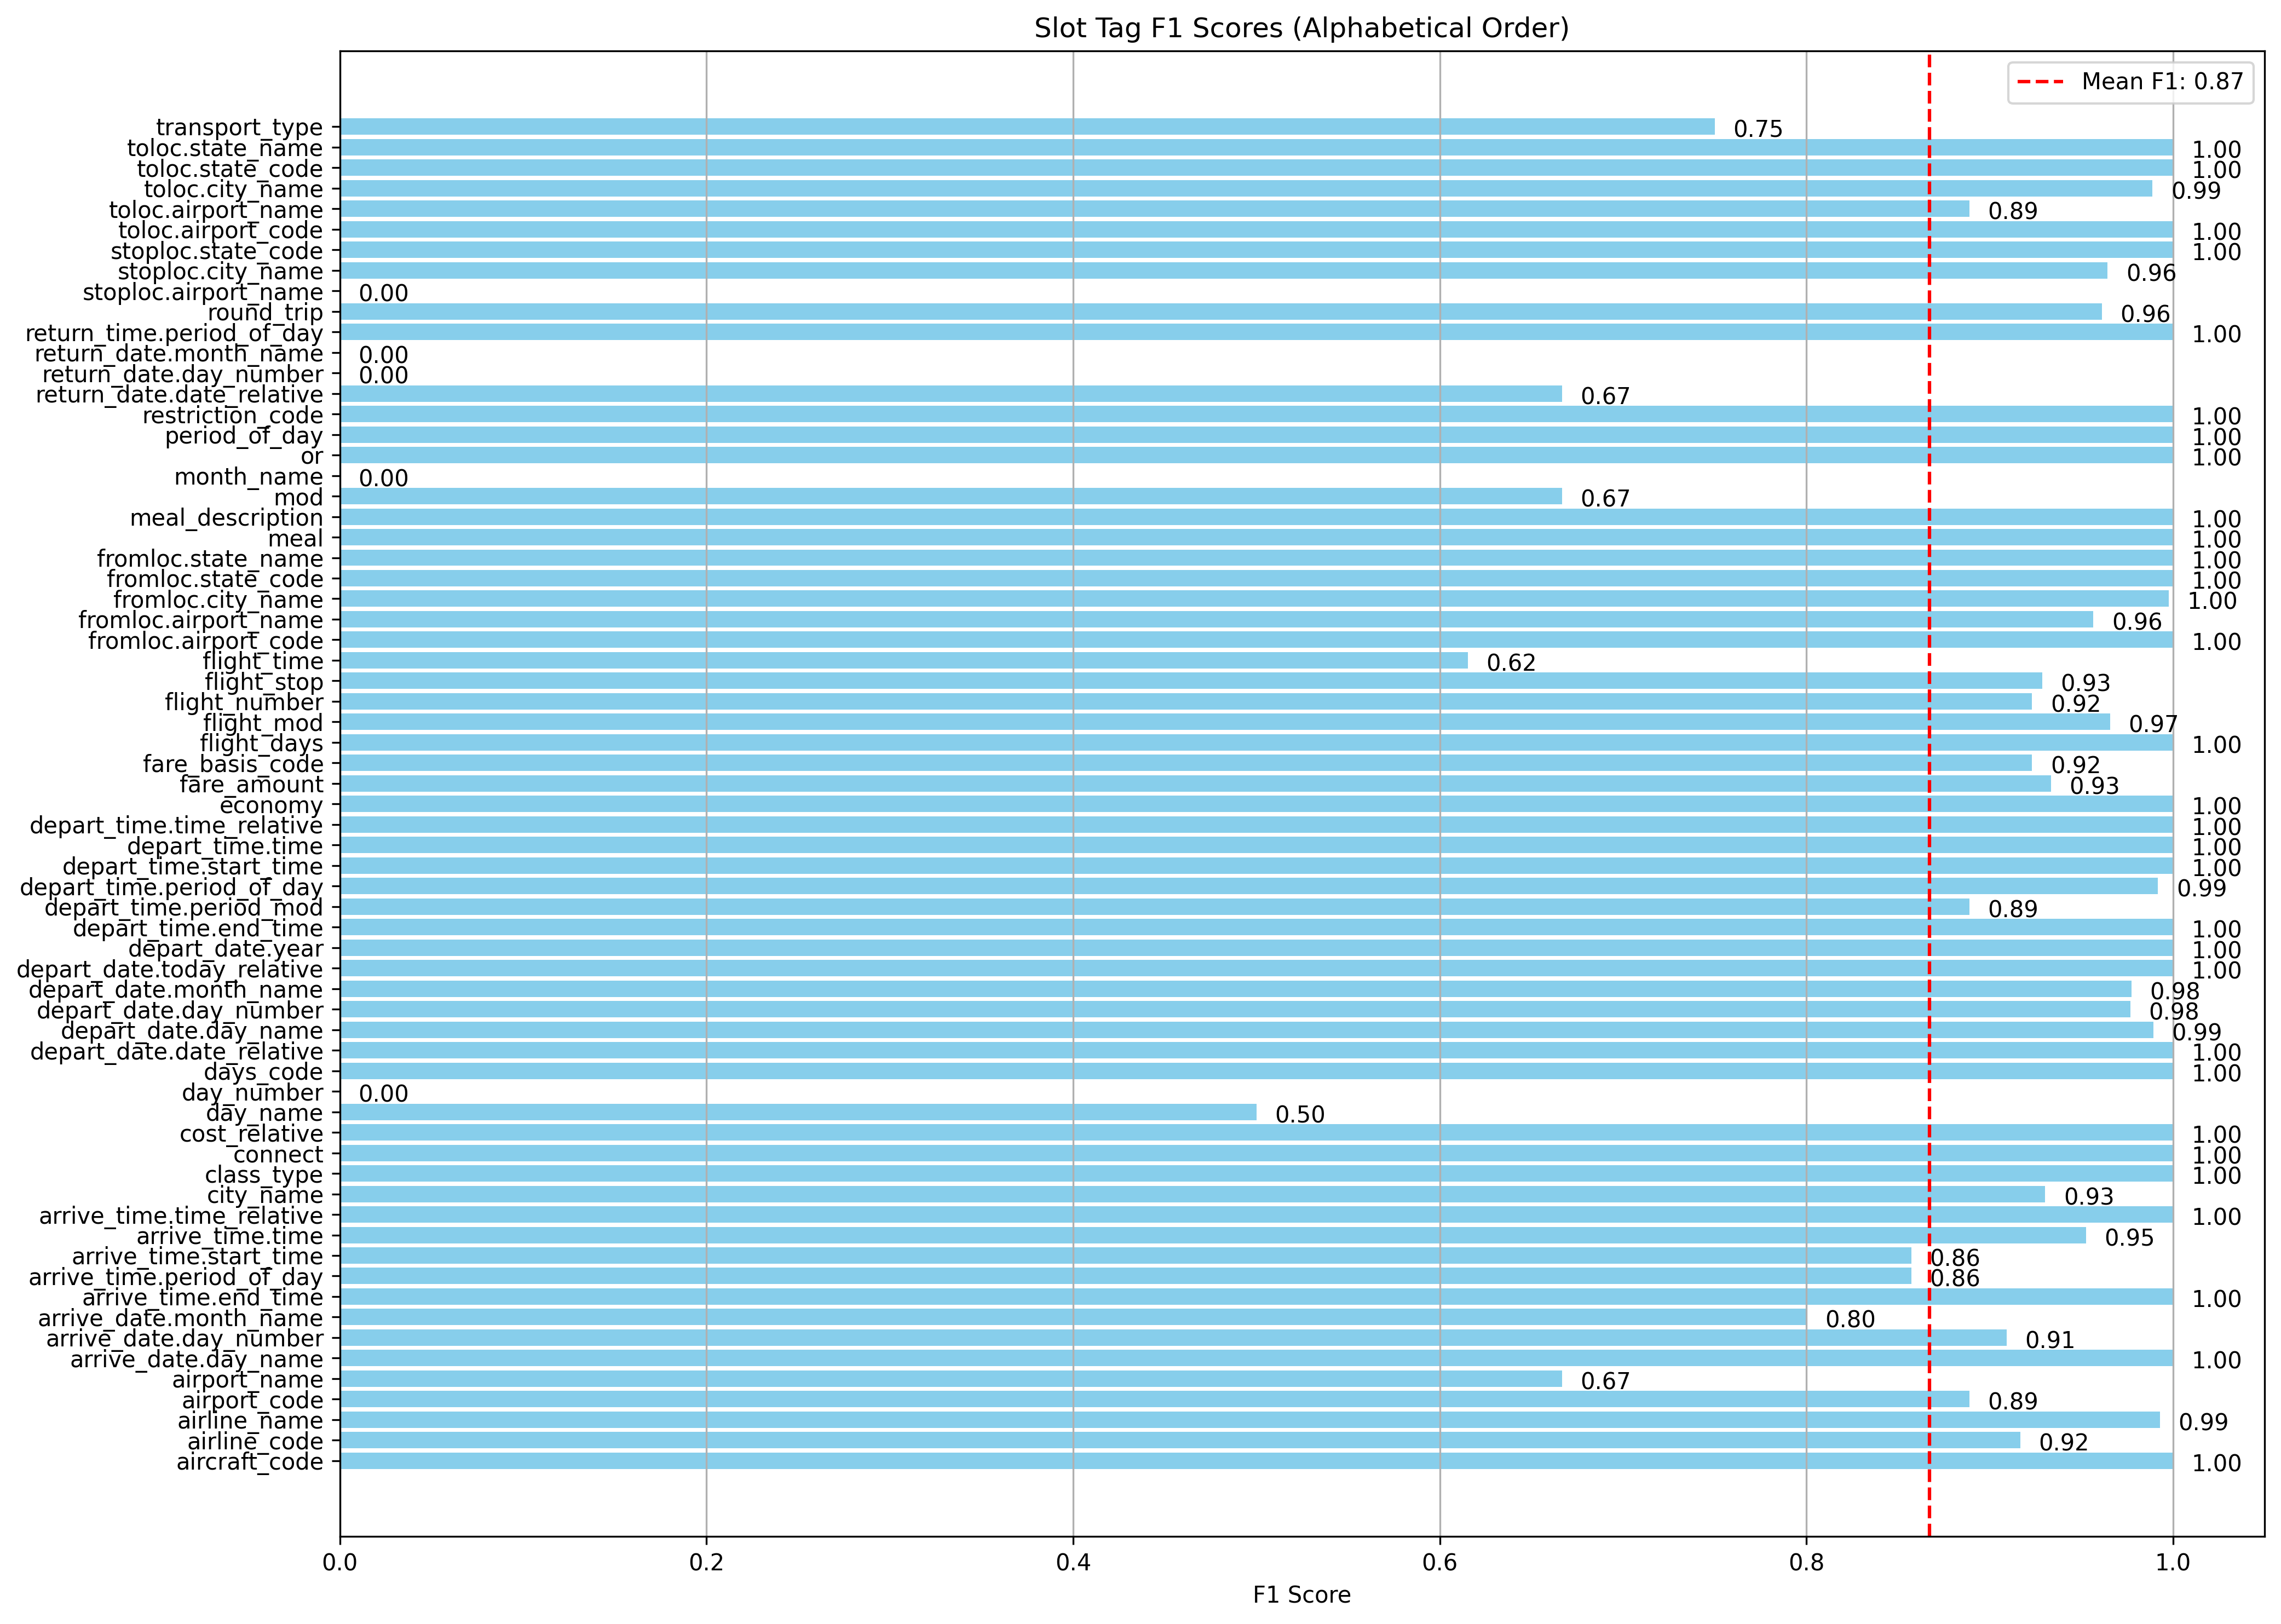 Slot Tag F1 Scores (Alphabetical Order)
Mean F1: 0.87
transport_type 0.75
toloc.state_name 1.00
toloc.state_code 1.00
toloc.city_name 0.99
toloc.airport_name 0.89
toloc.airport_code 1.00
stoploc.state_code 1.00
stoploc.city_name 0.96
stoploc.airport_name 0.00
round_trip 0.96
return_time.period_of_day 1.00
return_date.month_name 0.00
return_date.day_number 0.00
return_date.date_relative 0.67
restriction_code 1.00
period_of_day 1.00
or 1.00
month_name 0.00
mod 0.67
meal_description 1.00
meal 1.00
fromloc.state_name 1.00
fromloc.state_code 1.00
fromloc.city_name 1.00
fromloc.airport_name 0.96
fromloc.airport_code 1.00
flight_time 0.62
flight_stop 0.93
flight_number 0.92
flight_mod 0.97
flight_days 1.00
fare_basis_code 0.92
fare_amount 0.93
economy 1.00
depart_time.time_relative 1.00
depart_time.time 1.00
depart_time.start_time 1.00
depart_time.period_of_day 0.99
depart_time.period_mod 0.89
depart_time.end_time 1.00
depart_date.year 1.00
depart_date.today_relative 1.00
depart_date.month_name 0.98
depart_date.day_number 0.98
depart_date.day_name 0.99
depart_date.date_relative 1.00
days_code 1.00
day_number 0.00
day_name 0.50
cost_relative 1.00
connect 1.00
class_type 1.00
city_name 0.93
arrive_time.time_relative 1.00
arrive_time.time 0.95
arrive_time.start_time 0.86
arrive_time.period_of_day 0.86
arrive_time.end_time 1.00
arrive_date.month_name 0.80
arrive_date.day_number 0.91
arrive_date.day_name 1.00
airport_name 0.67
airport_code 0.89
airline_name 0.99
airline_code 0.92
aircraft_code 1.00
0.0 0.2 0.4 0.6 0.8 1.0
F1 Score